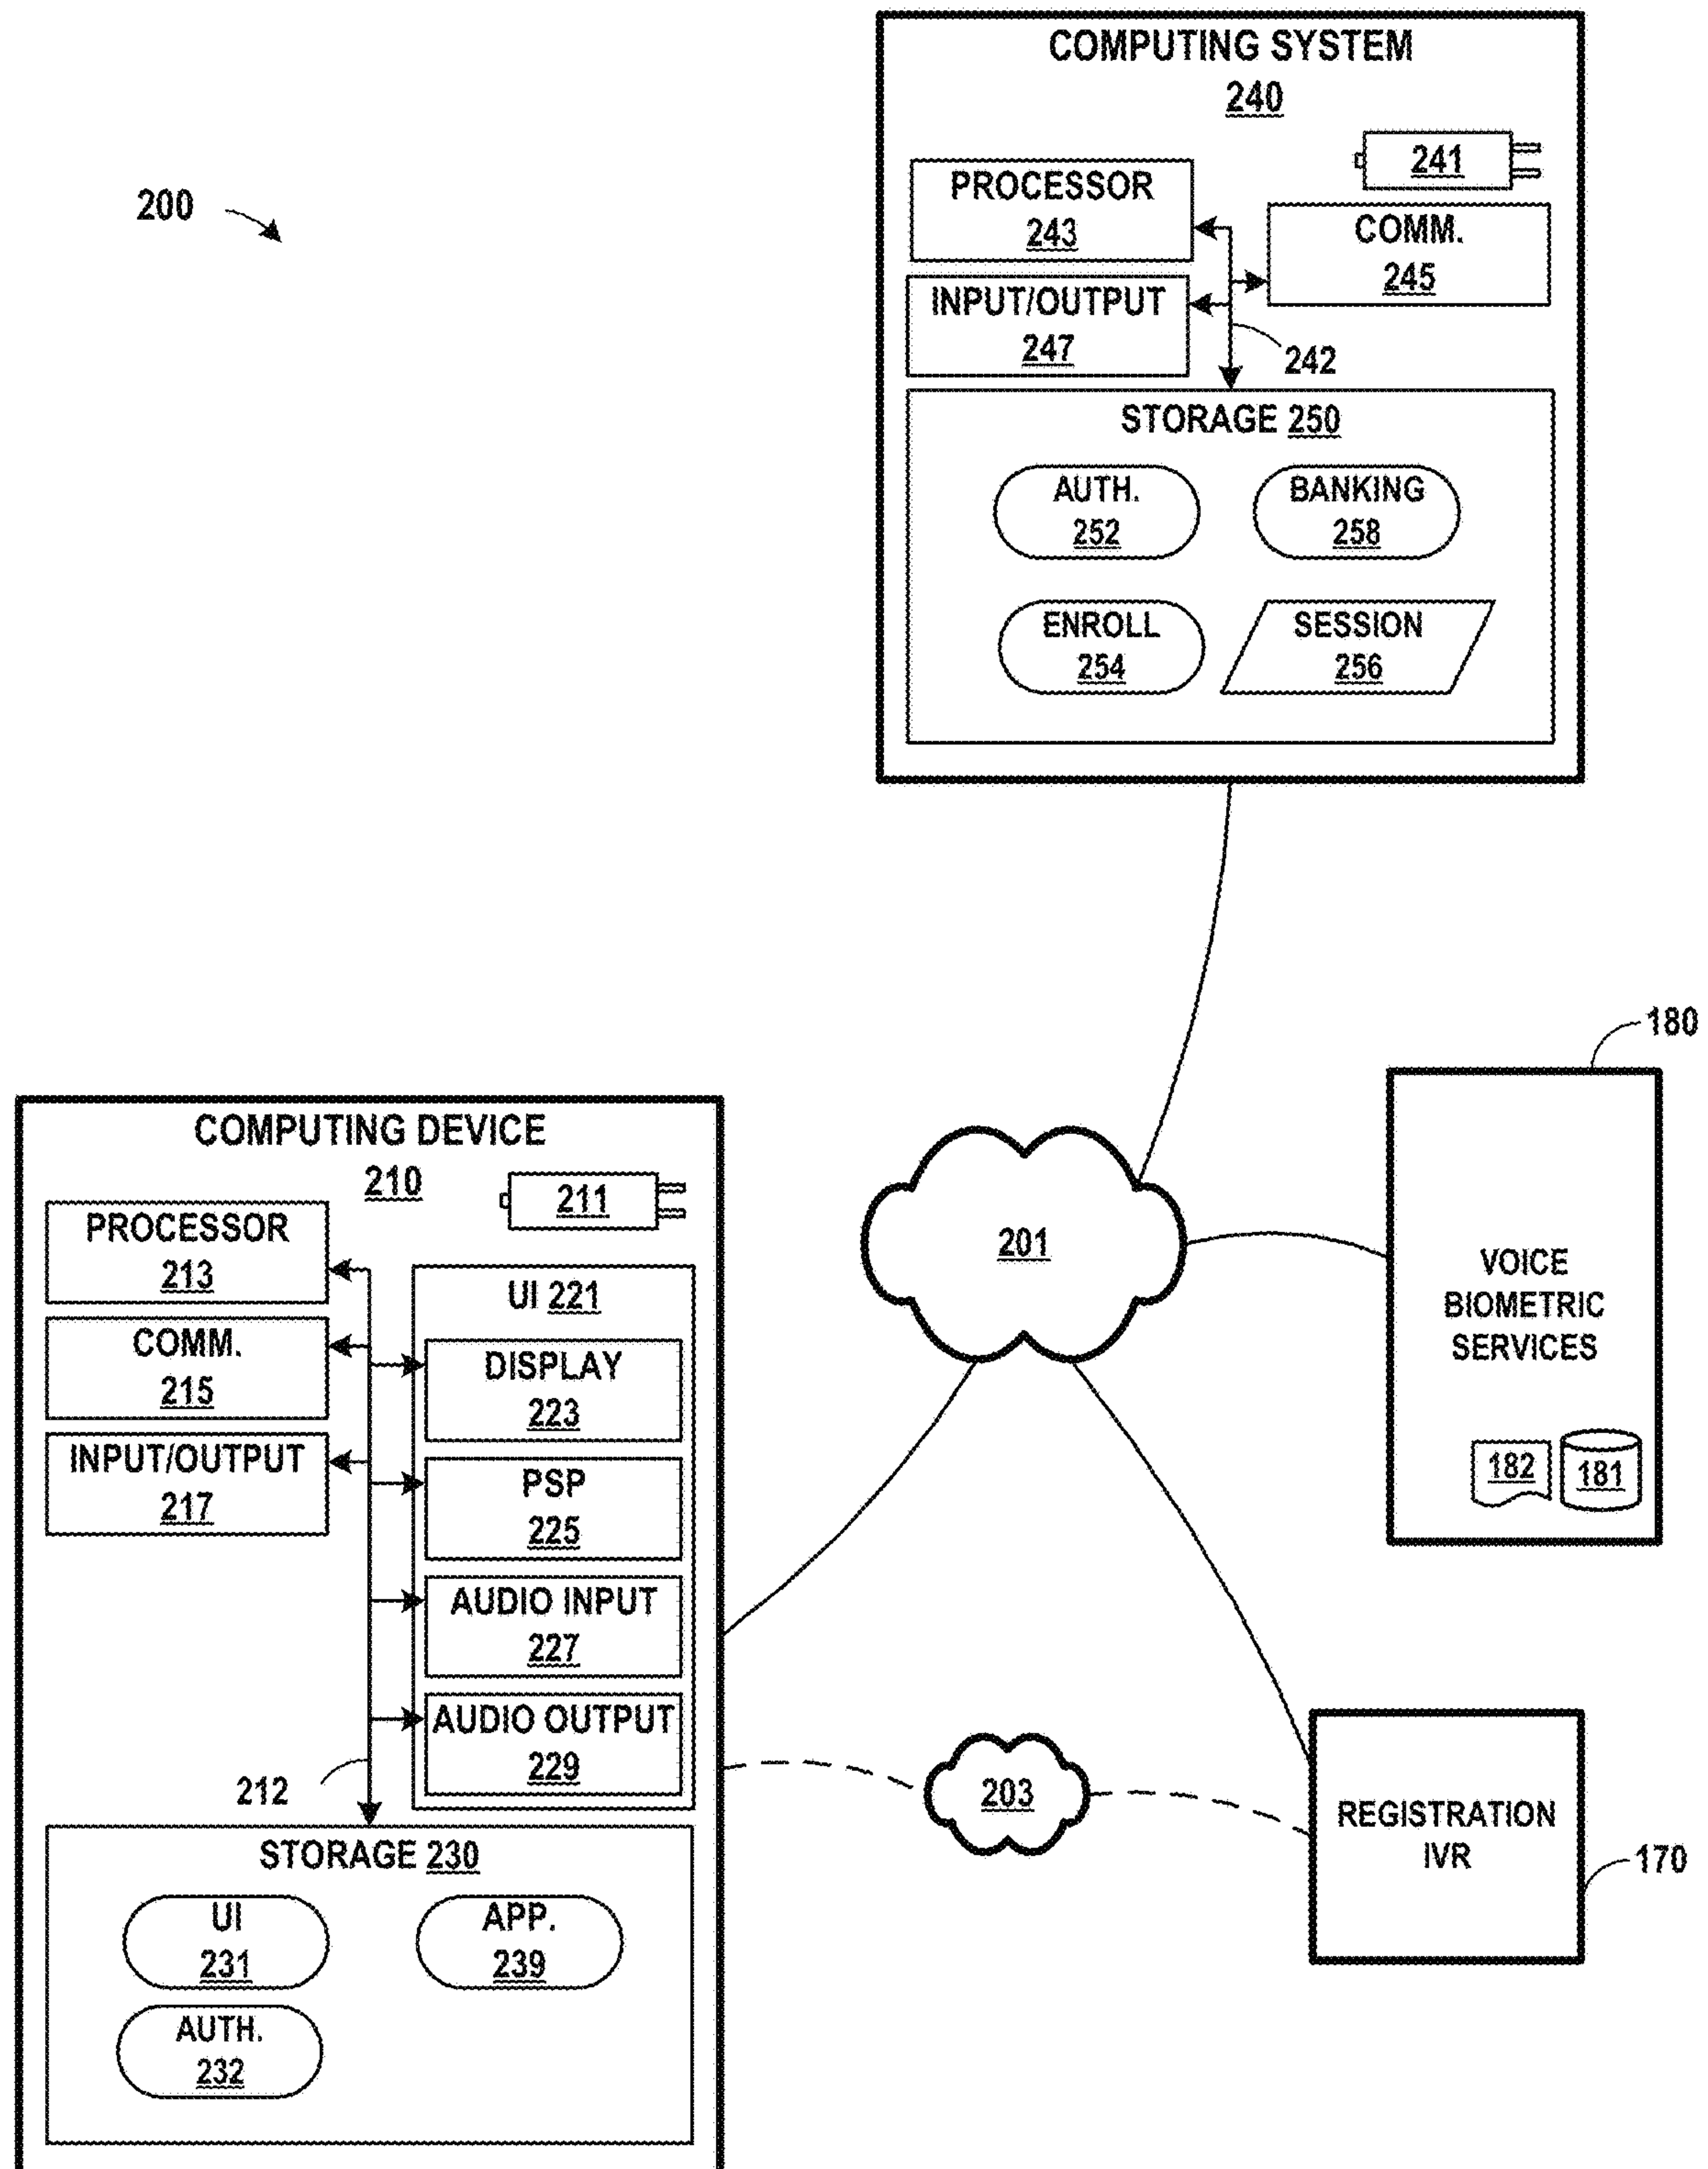 COMPUTING SYSTEM
240
241
PROCESSOR
243
COMM.
245
INPUT/OUTPUT
247
242
STORAGE 250
AUTH.
252
BANKING
258
ENROLL
254
SESSION
256
200
180
VOICE
BIOMETRIC
SERVICES
182
181
201
COMPUTING DEVICE
210
211
PROCESSOR
213
COMM.
215
INPUT/OUTPUT
217
UI 221
DISPLAY
223
PSP
225
AUDIO INPUT
227
AUDIO OUTPUT
229
212
STORAGE 230
UI
231
APP.
239
AUTH.
232
203
REGISTRATION
IVR
170